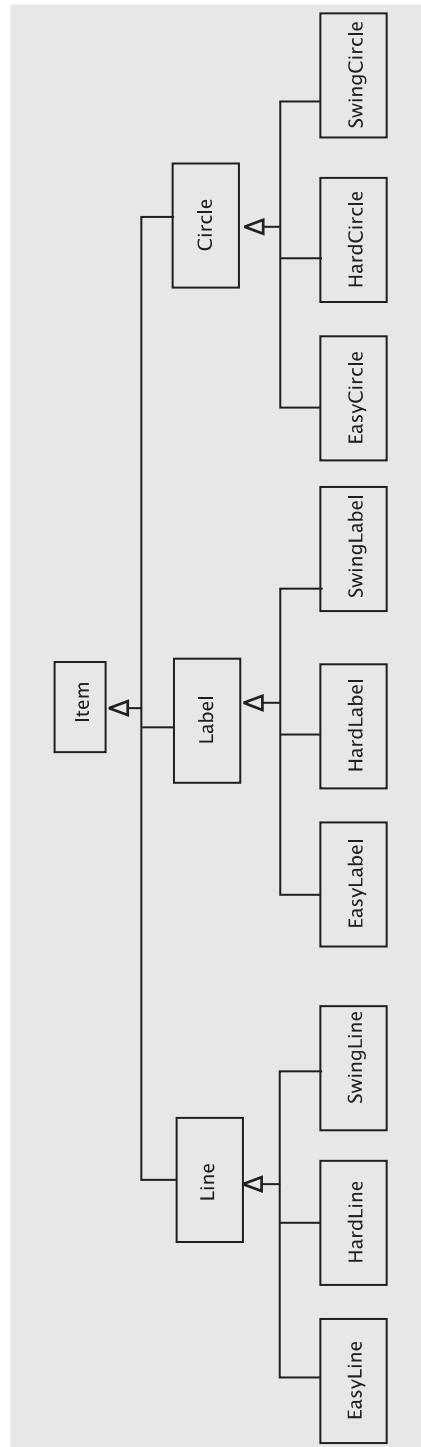 Item
Line
Label
Circle
EasyLine
HardLine
SwingLine
EasyLabel
HardLabel
SwingLabel
EasyCircle
HardCircle
SwingCircle